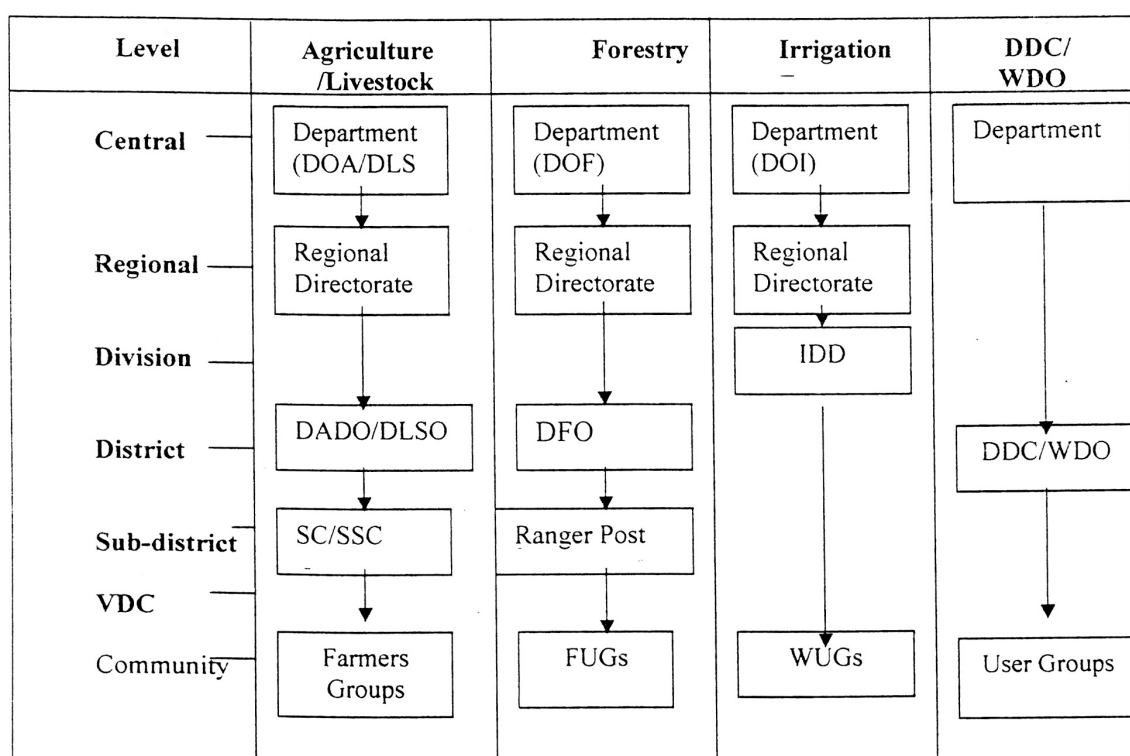 Level
Agriculture
/Livestock
Forestry
Irrigation
DDC/
WDO
Central
Department
(DOA/DLS
Department
(DOF)
Department
(DOI)
Department
Regional
Regional
Directorate
Regional
Directorate
Regional
Directorate
Division
IDD
District
DADO/DLSO
DFO
DDC/WDO
Sub-district
SC/SSC
Ranger Post
VDC
Community
Farmers
Groups
FUGs
WUGs
User Groups